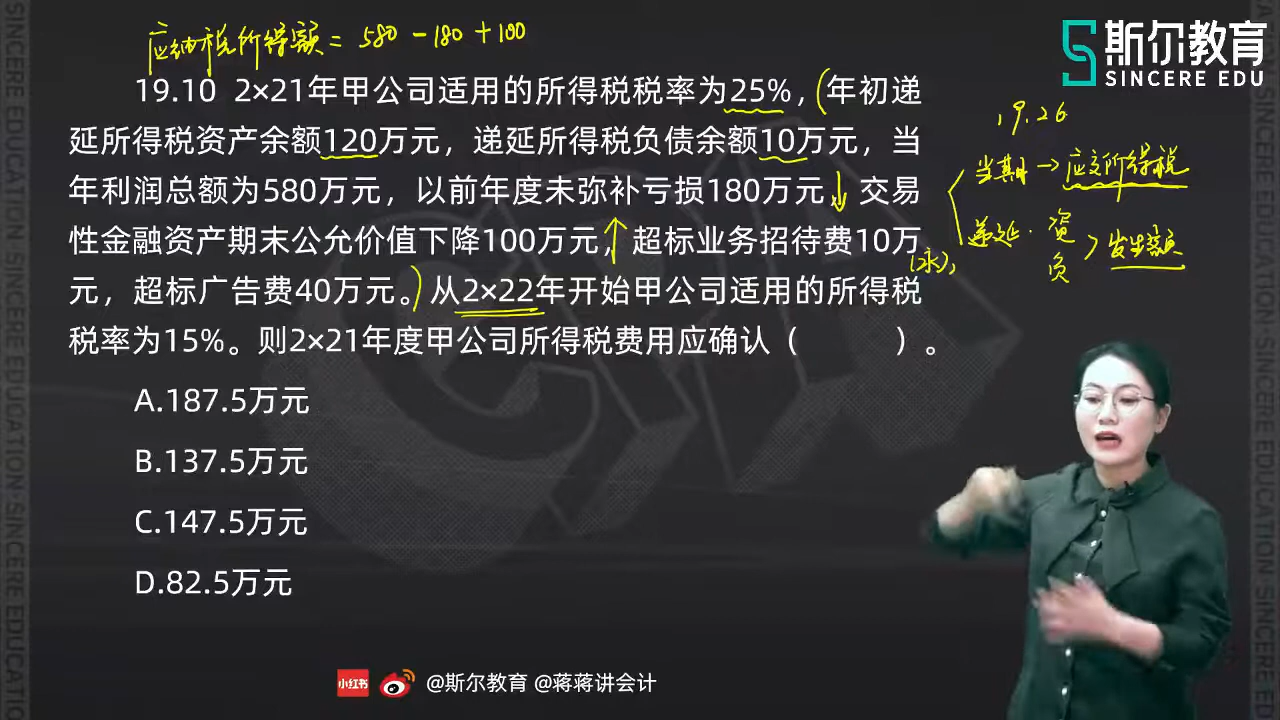 应纳税所得额 = 580 - 180 + 100
斯尔教育
SINCERE EDU
19.10 2×21年甲公司适用的所得税税率为25%，（年初递
延所得税资产余额120万元，递延所得税负债余额10万元，当
年利润总额为580万元，以前年度未弥补亏损180万元，交易
性金融资产期末公允价值下降100万元，超标业务招待费10万
元，超标广告费40万元。）从2×22年开始甲公司适用的所得税
税率为15%。则2×21年度甲公司所得税费用应确认（ ）。
19.26
当期 → 应交所得税
递延 · 资
负
> 发生额
(永)
A.187.5万元
B.137.5万元
C.147.5万元
D.82.5万元
小红书
@斯尔教育 @蒋蒋讲会计
SINCERE EDUCATION·SINCERE EDUCATION·